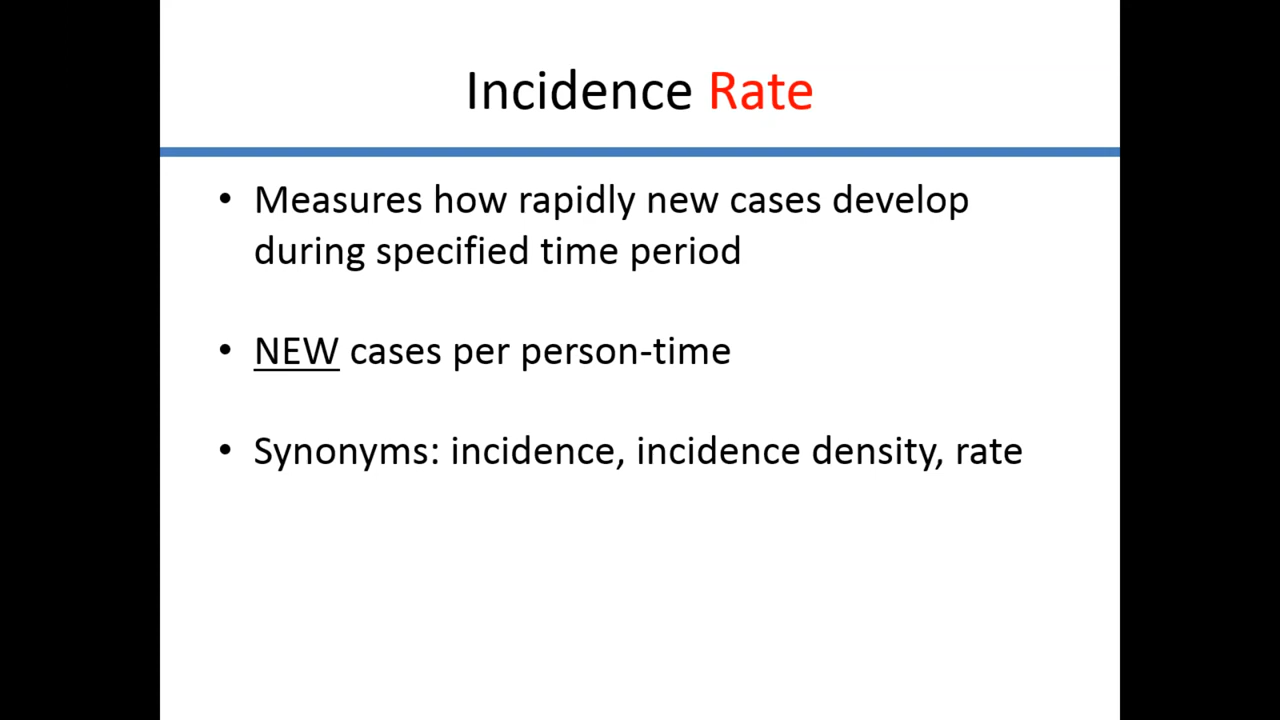 Incidence Rate
• Measures how rapidly new cases develop
during specified time period
• NEW cases per person-time
• Synonyms: incidence, incidence density, rate